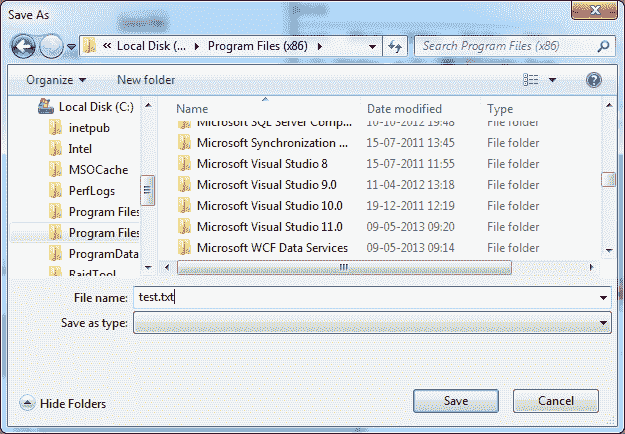 Save As
« Local Disk (... ▸ Program Files (x86) ▸
Search Program Files (x86)
Organize
New folder
Name
Date modified
Type
Local Disk (C:)
inetpub
Intel
MSOCache
PerfLogs
Program Files
Program Files
ProgramData
RaidTool
Microsoft SQL Server Comp... 10-10-2012 19:48 File folder
Microsoft Synchronization ... 15-07-2011 13:45 File folder
Microsoft Visual Studio 8 15-07-2011 11:55 File folder
Microsoft Visual Studio 9.0 11-04-2012 13:18 File folder
Microsoft Visual Studio 10.0 19-12-2011 12:19 File folder
Microsoft Visual Studio 11.0 09-05-2013 09:20 File folder
Microsoft WCF Data Services 09-05-2013 09:14 File folder
File name: test.txt
Save as type:
Hide Folders
Save
Cancel